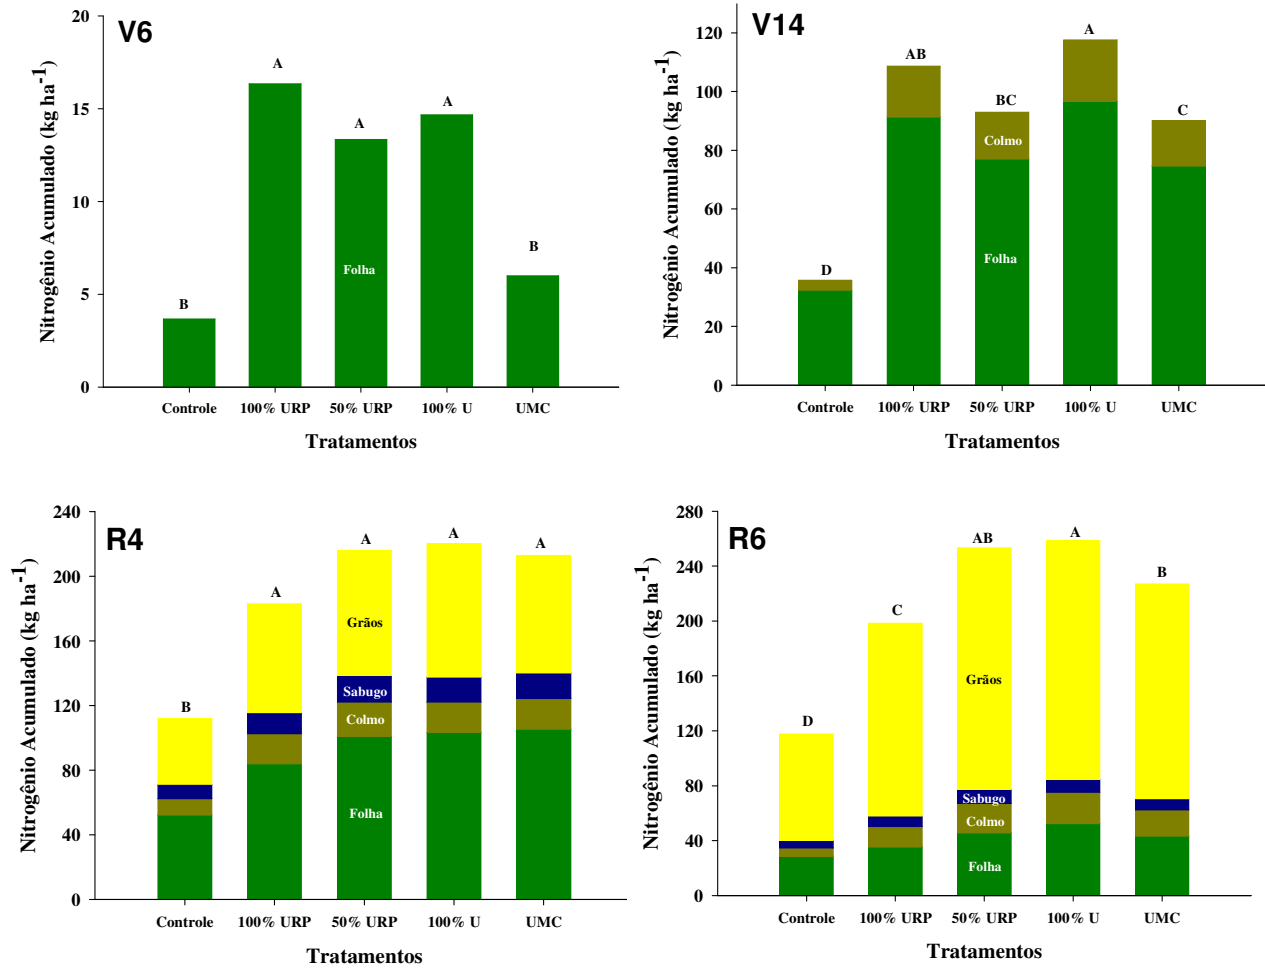 V6
Nitrogênio Acumulado (kg ha-1)
20
15
10
5
0
A
A
A
B
B
Folha
Controle 100% URP 50% URP 100% U UMC
Tratamentos
V14
Nitrogênio Acumulado (kg ha-1)
120
100
80
60
40
20
0
A
AB
BC
C
D
Colmo
Folha
Controle 100% URP 50% URP 100% U UMC
Tratamentos
R4
Nitrogênio Acumulado (kg ha-1)
240
200
160
120
80
40
0
A
A
A
A
B
Grãos
Sabugo
Colmo
Folha
Controle 100% URP 50% URP 100% U UMC
Tratamentos
R6
Nitrogênio Acumulado (kg ha-1)
280
240
200
160
120
80
40
0
AB
A
B
C
D
Grãos
Sabugo
Colmo
Folha
Controle 100% URP 50% URP 100% U UMC
Tratamentos